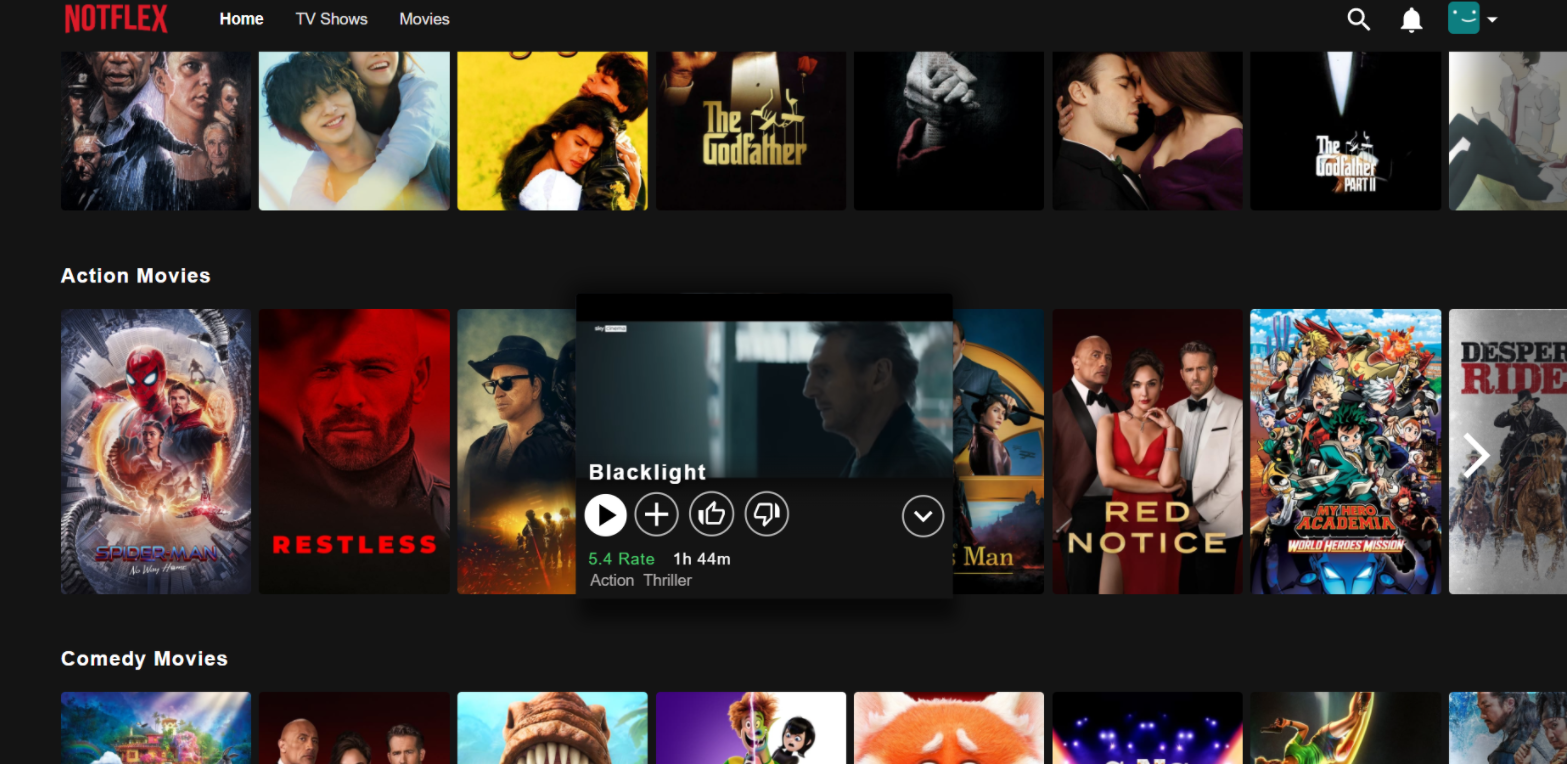 NOTFLEX
Home TV Shows Movies
The Godfather
The Godfather PART II
Action Movies
SPIDER-MAN
No Way Home
RESTLESS
sky cinema
Blacklight
5.4 Rate 1h 44m
Action Thriller
Man
RED
NOTICE
MY HERO
ACADEMIA
WORLD HEROES MISSION
DESPER
RIDE
Comedy Movies